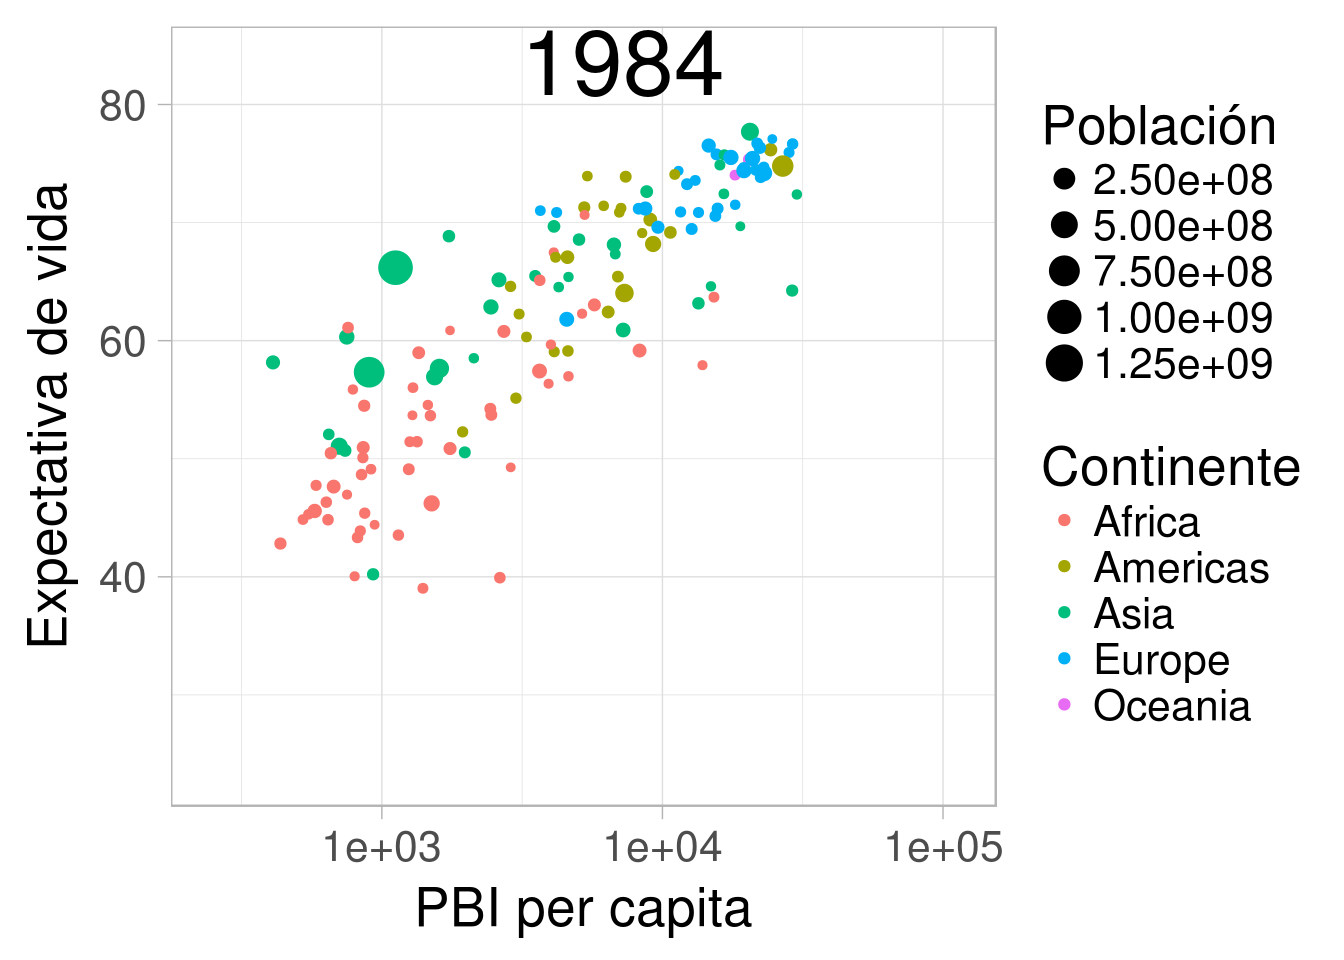 1984
80
60
40
Expectativa de vida
1e+03 1e+04 1e+05
PBI per capita
Población
2.50e+08
5.00e+08
7.50e+08
1.00e+09
1.25e+09
Continente
Africa
Americas
Asia
Europe
Oceania